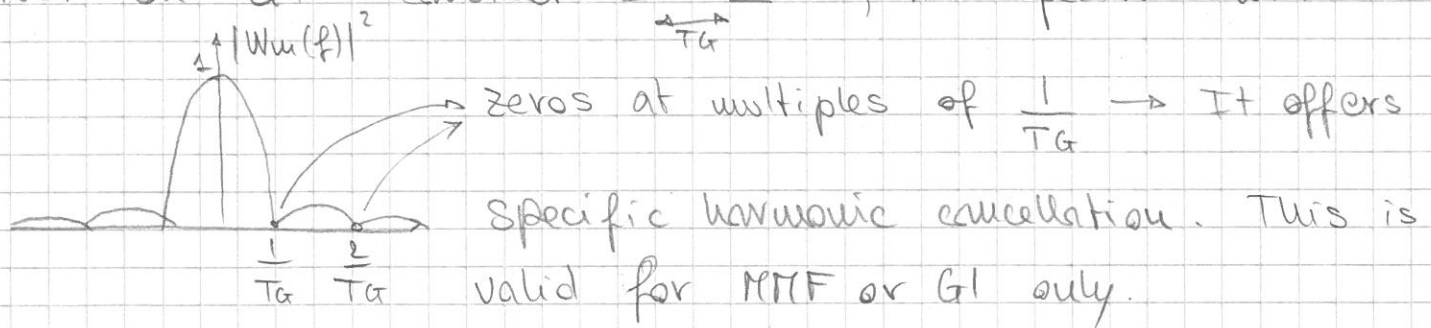 TG
1 |Wm(f)|²
zeros at multiples of 1/TG → It offers
specific harmonic cancellation. This is
1/TG 2/TG valid for MMF or GI only.